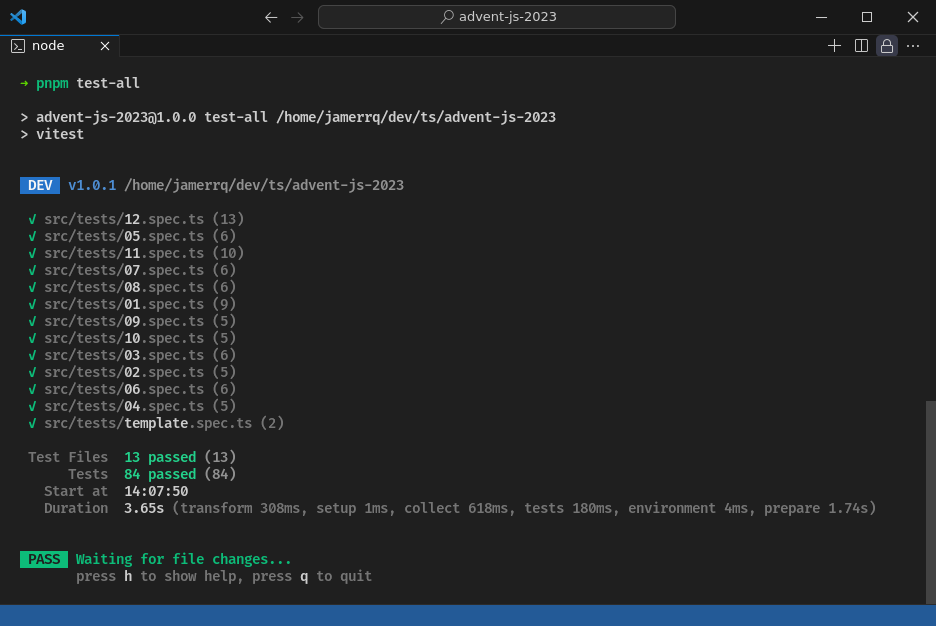 advent-js-2023
node
→ pnpm test-all
> advent-js-2023@1.0.0 test-all /home/jamerrq/dev/ts/advent-js-2023
> vitest
DEV v1.0.1 /home/jamerrq/dev/ts/advent-js-2023
√ src/tests/12.spec.ts (13)
√ src/tests/05.spec.ts (6)
√ src/tests/11.spec.ts (10)
√ src/tests/07.spec.ts (6)
√ src/tests/08.spec.ts (6)
√ src/tests/01.spec.ts (9)
√ src/tests/09.spec.ts (5)
√ src/tests/10.spec.ts (5)
√ src/tests/03.spec.ts (6)
√ src/tests/02.spec.ts (5)
√ src/tests/06.spec.ts (6)
√ src/tests/04.spec.ts (5)
√ src/tests/template.spec.ts (2)
Test Files 13 passed (13)
Tests 84 passed (84)
Start at 14:07:50
Duration 3.65s (transform 308ms, setup 1ms, collect 618ms, tests 180ms, environment 4ms, prepare 1.74s)
PASS Waiting for file changes...
press h to show help, press q to quit